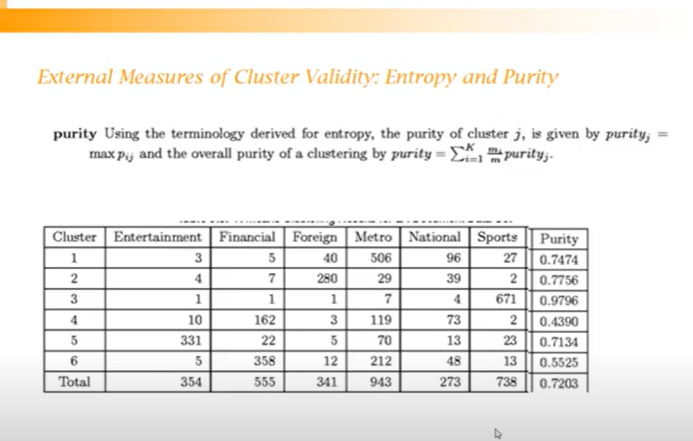 External Measures of Cluster Validity: Entropy and Purity
purity Using the terminology derived for entropy, the purity of cluster j, is given by purity_j =
max p_ij and the overall purity of a clustering by purity = ∑_{i=1}^{K} m_i/m purity_j.
Cluster Entertainment Financial Foreign Metro National Sports Purity
1 3 5 40 506 96 27 0.7474
2 4 7 280 29 39 2 0.7756
3 1 1 1 7 4 671 0.9796
4 10 162 3 119 73 2 0.4390
5 331 22 5 70 13 23 0.7134
6 5 358 12 212 48 13 0.5525
Total 354 555 341 943 273 738 0.7203